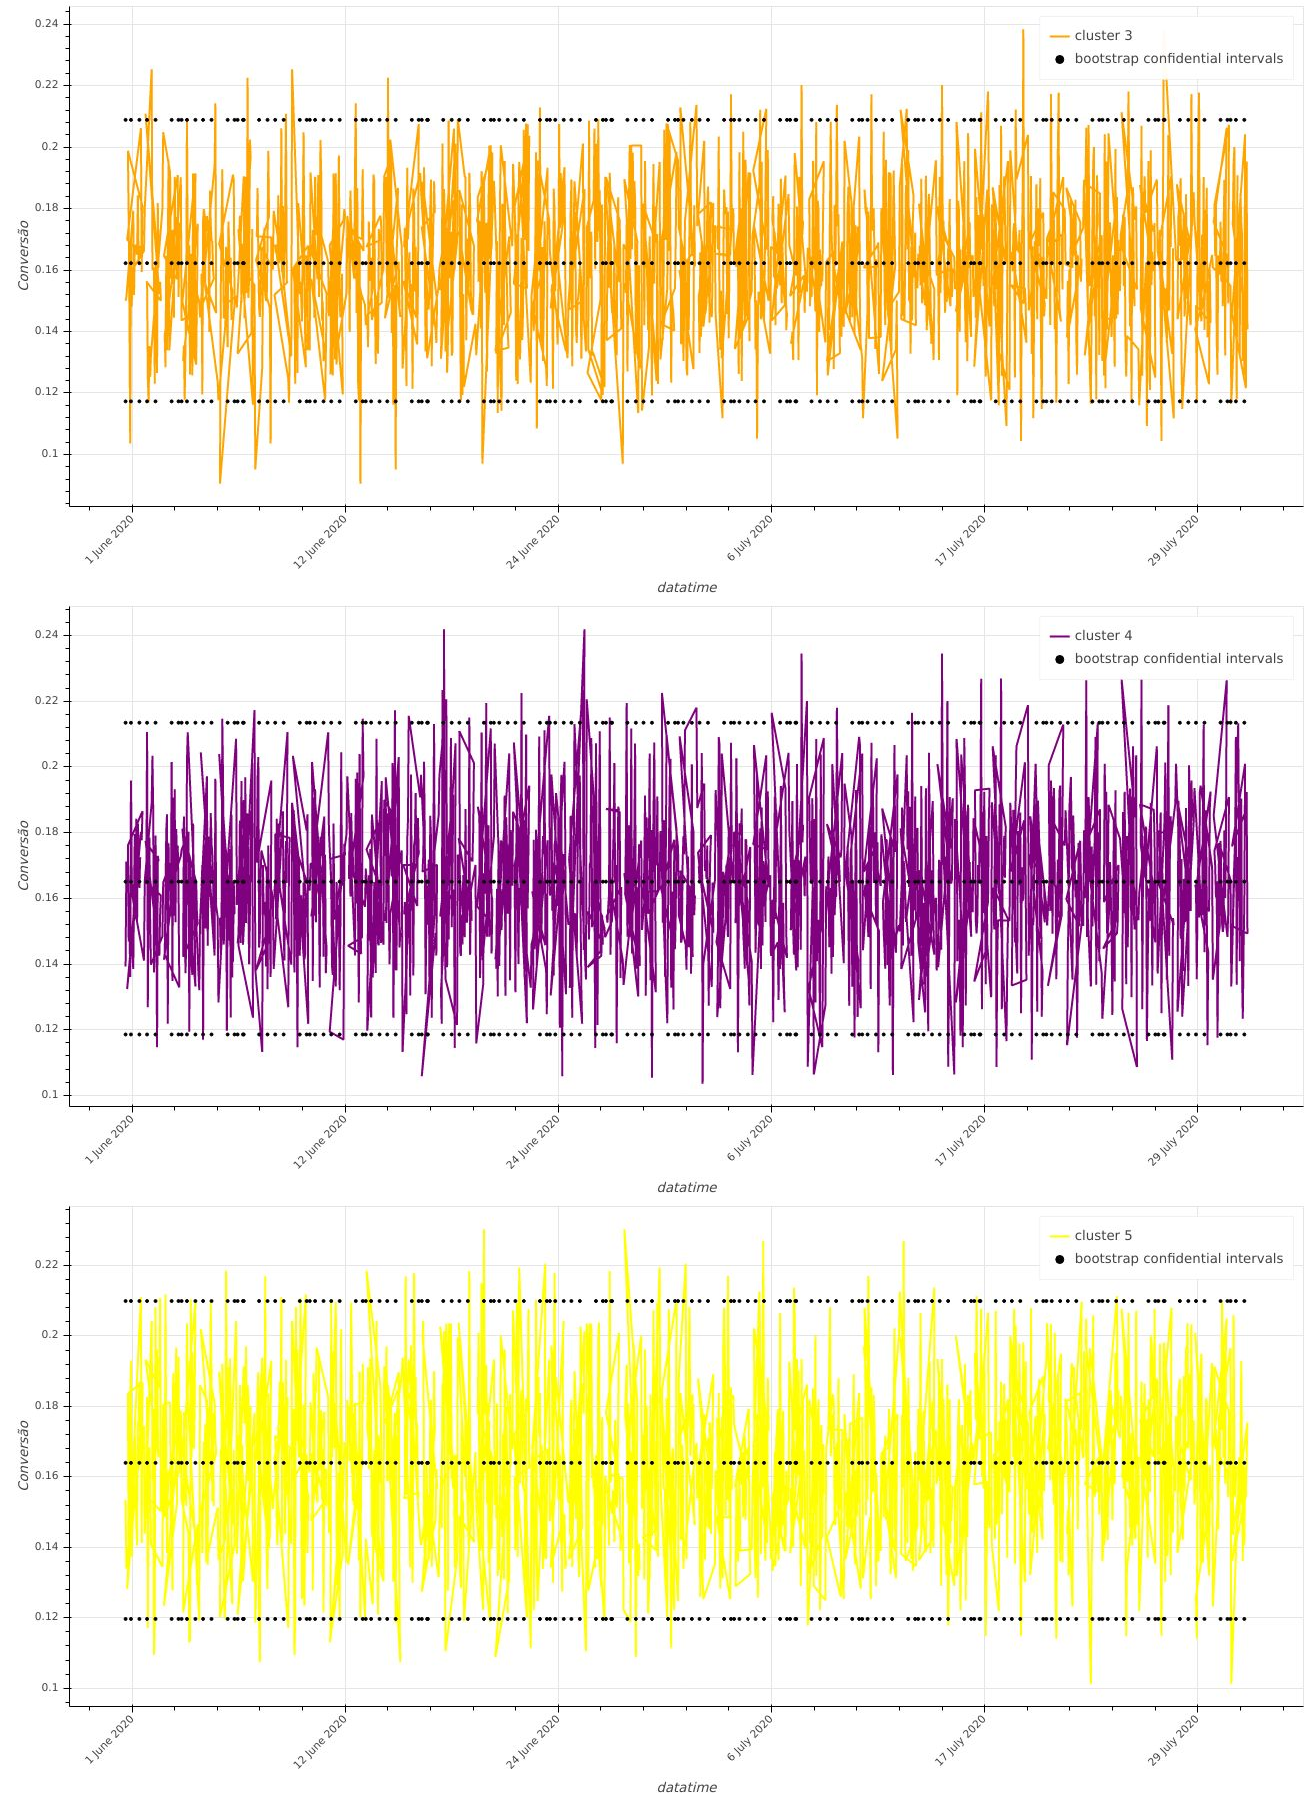 0.24
cluster 3
bootstrap confidential intervals
0.22
0.2
0.18
Conversão
0.16
0.14
0.12
0.1
1 June 2020
12 June 2020
24 June 2020
6 July 2020
17 July 2020
29 July 2020
datatime
0.24
cluster 4
bootstrap confidential intervals
0.22
0.2
0.18
Conversão
0.16
0.14
0.12
0.1
1 June 2020
12 June 2020
24 June 2020
6 July 2020
17 July 2020
29 July 2020
datatime
cluster 5
bootstrap confidential intervals
0.22
0.2
0.18
Conversão
0.16
0.14
0.12
0.1
1 June 2020
12 June 2020
24 June 2020
6 July 2020
17 July 2020
29 July 2020
datatime